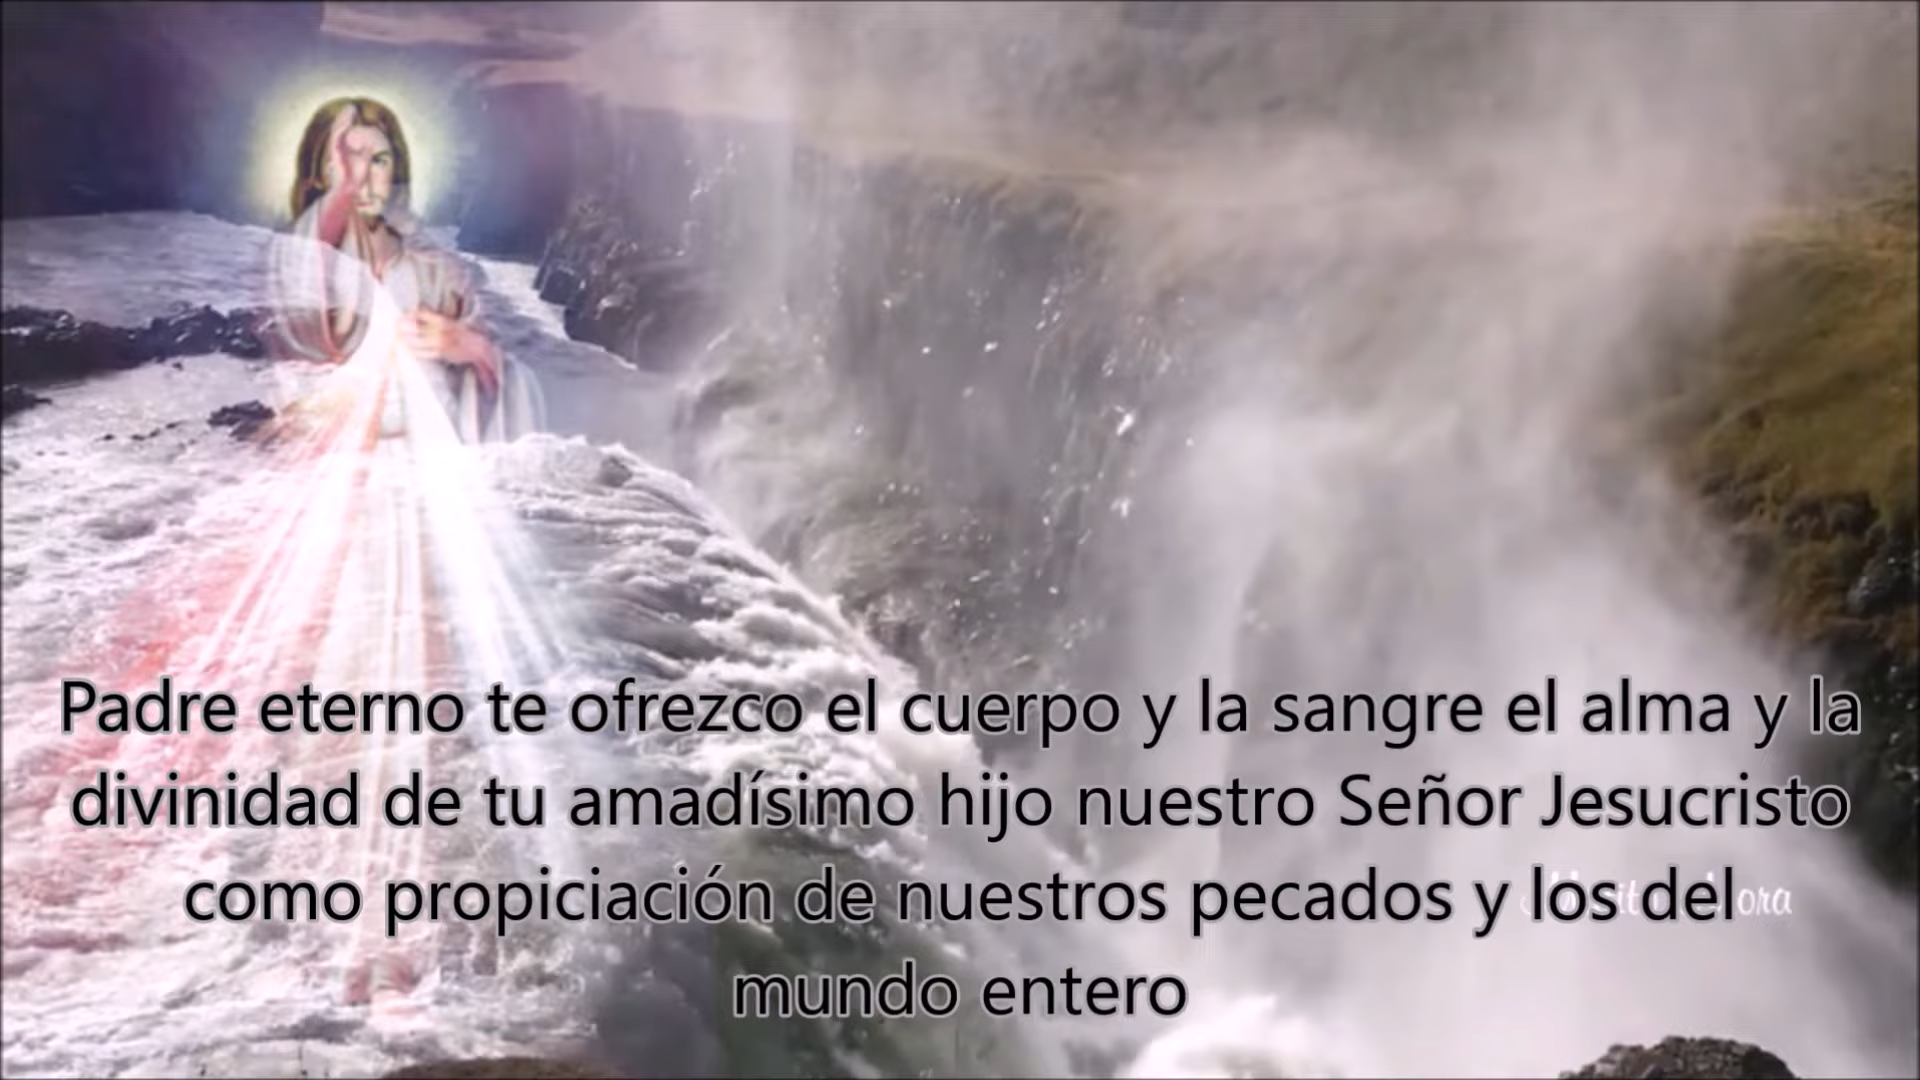 Padre eterno te ofrezco el cuerpo y la sangre el alma y la
divinidad de tu amadísimo hijo nuestro Señor Jesucristo
como propiciación de nuestros pecados y los del
mundo entero